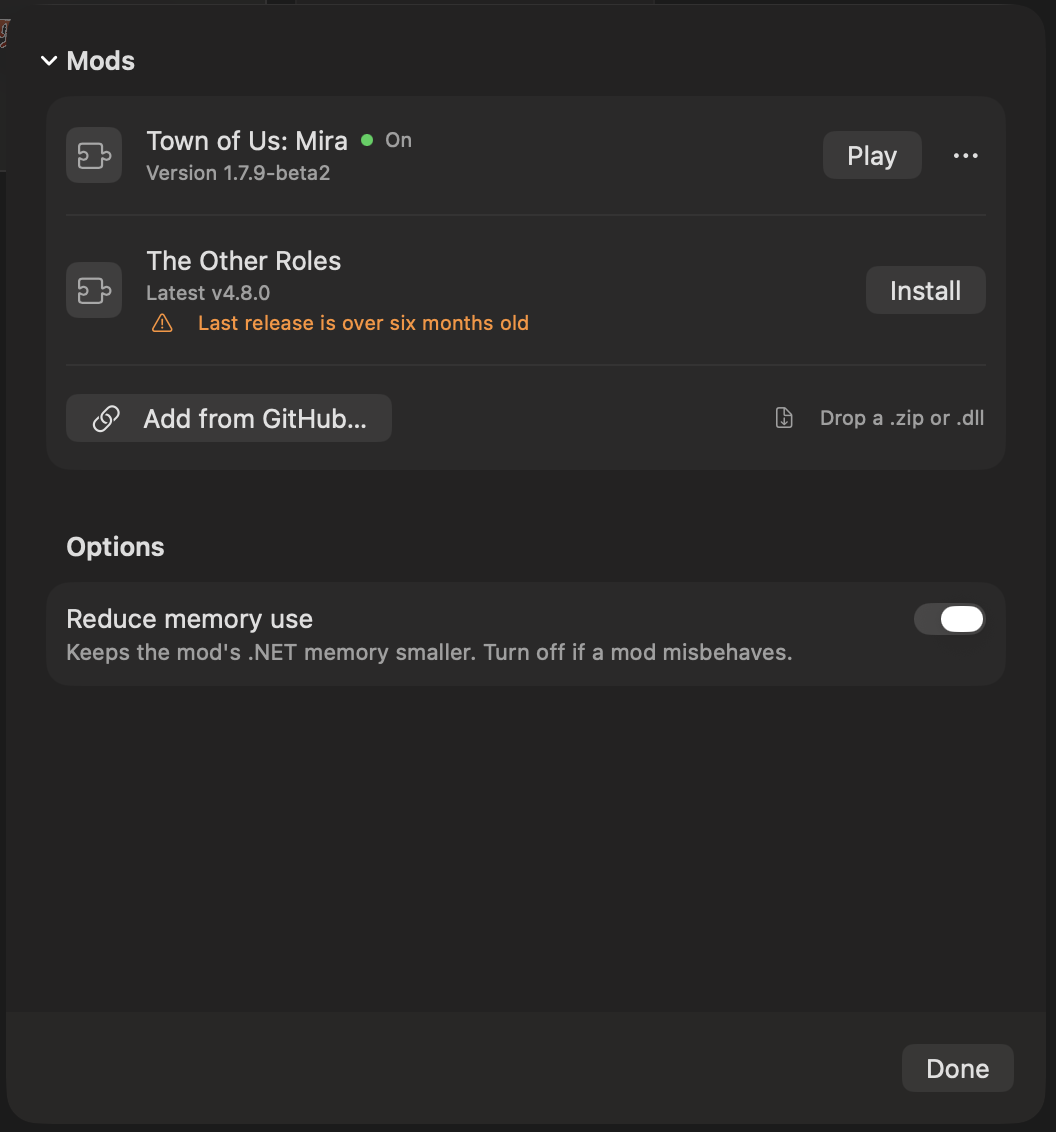 Mods
Town of Us: Mira On
Version 1.7.9-beta2
Play
The Other Roles
Latest v4.8.0
Last release is over six months old
Install
Add from GitHub...
Drop a .zip or .dll
Options
Reduce memory use
Keeps the mod's .NET memory smaller. Turn off if a mod misbehaves.
Done